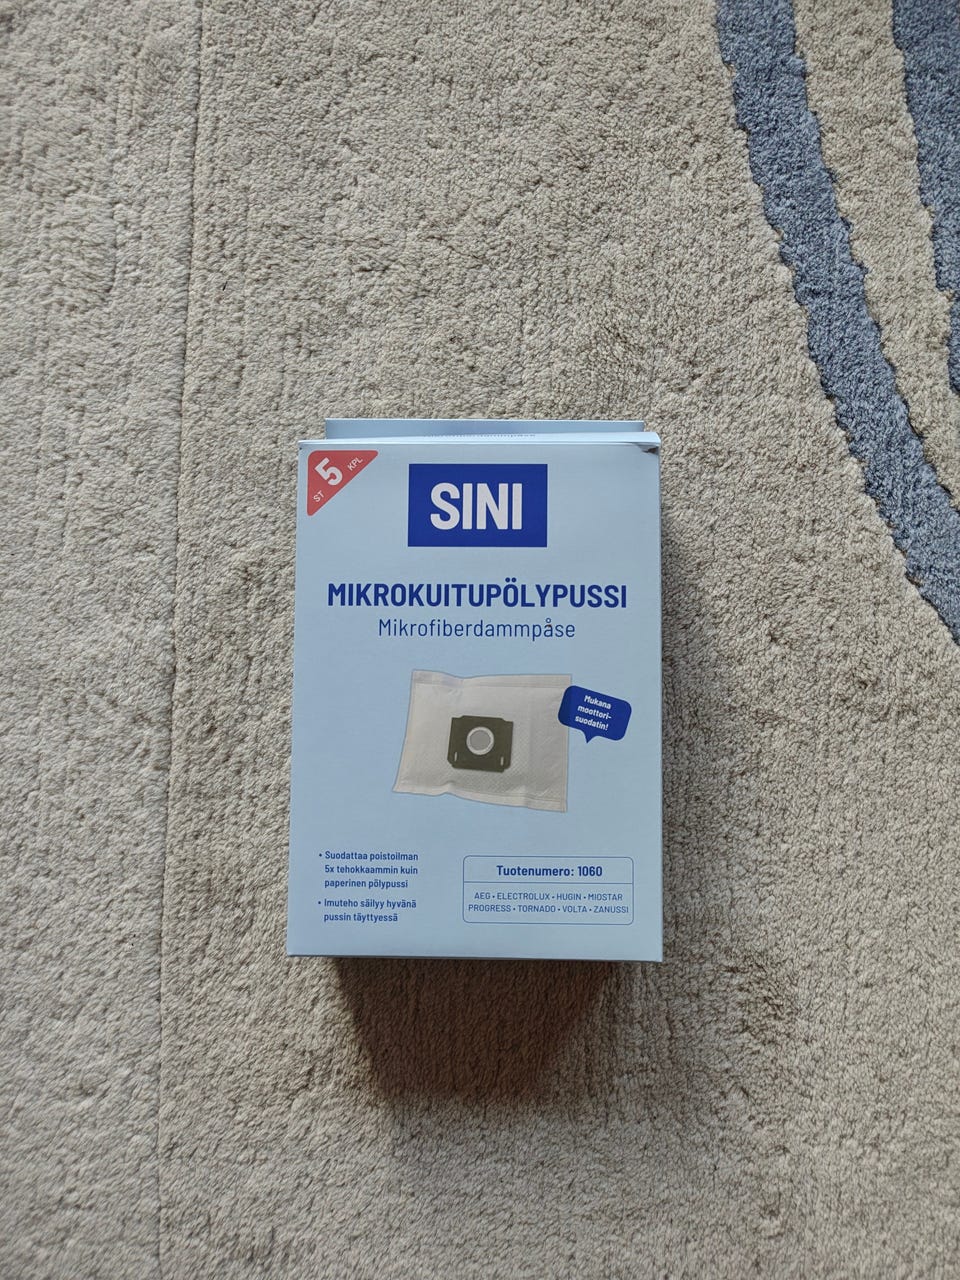 ST 5 KPL
SINI
MIKROKUITUPÖLYPUSSI
Mikrofiberdammpåse
Mukana
moottori-
suodatin!
• Suodattaa poistoilman
5x tehokkaammin kuin
paperinen pölypussi
• Imuteho säilyy hyvänä
pussin täyttyessä
Tuotenumero: 1060
AEG • ELECTROLUX • HUGIN • MIOSTAR
PROGRESS • TORNADO • VOLTA • ZANUSSI